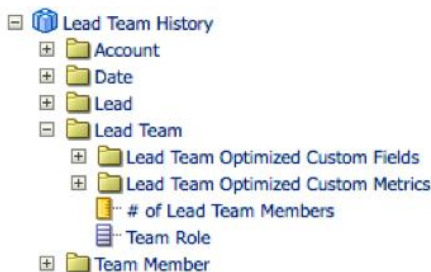 Lead Team History
Account
Date
Lead
Lead Team
Lead Team Optimized Custom Fields
Lead Team Optimized Custom Metrics
# of Lead Team Members
Team Role
Team Member